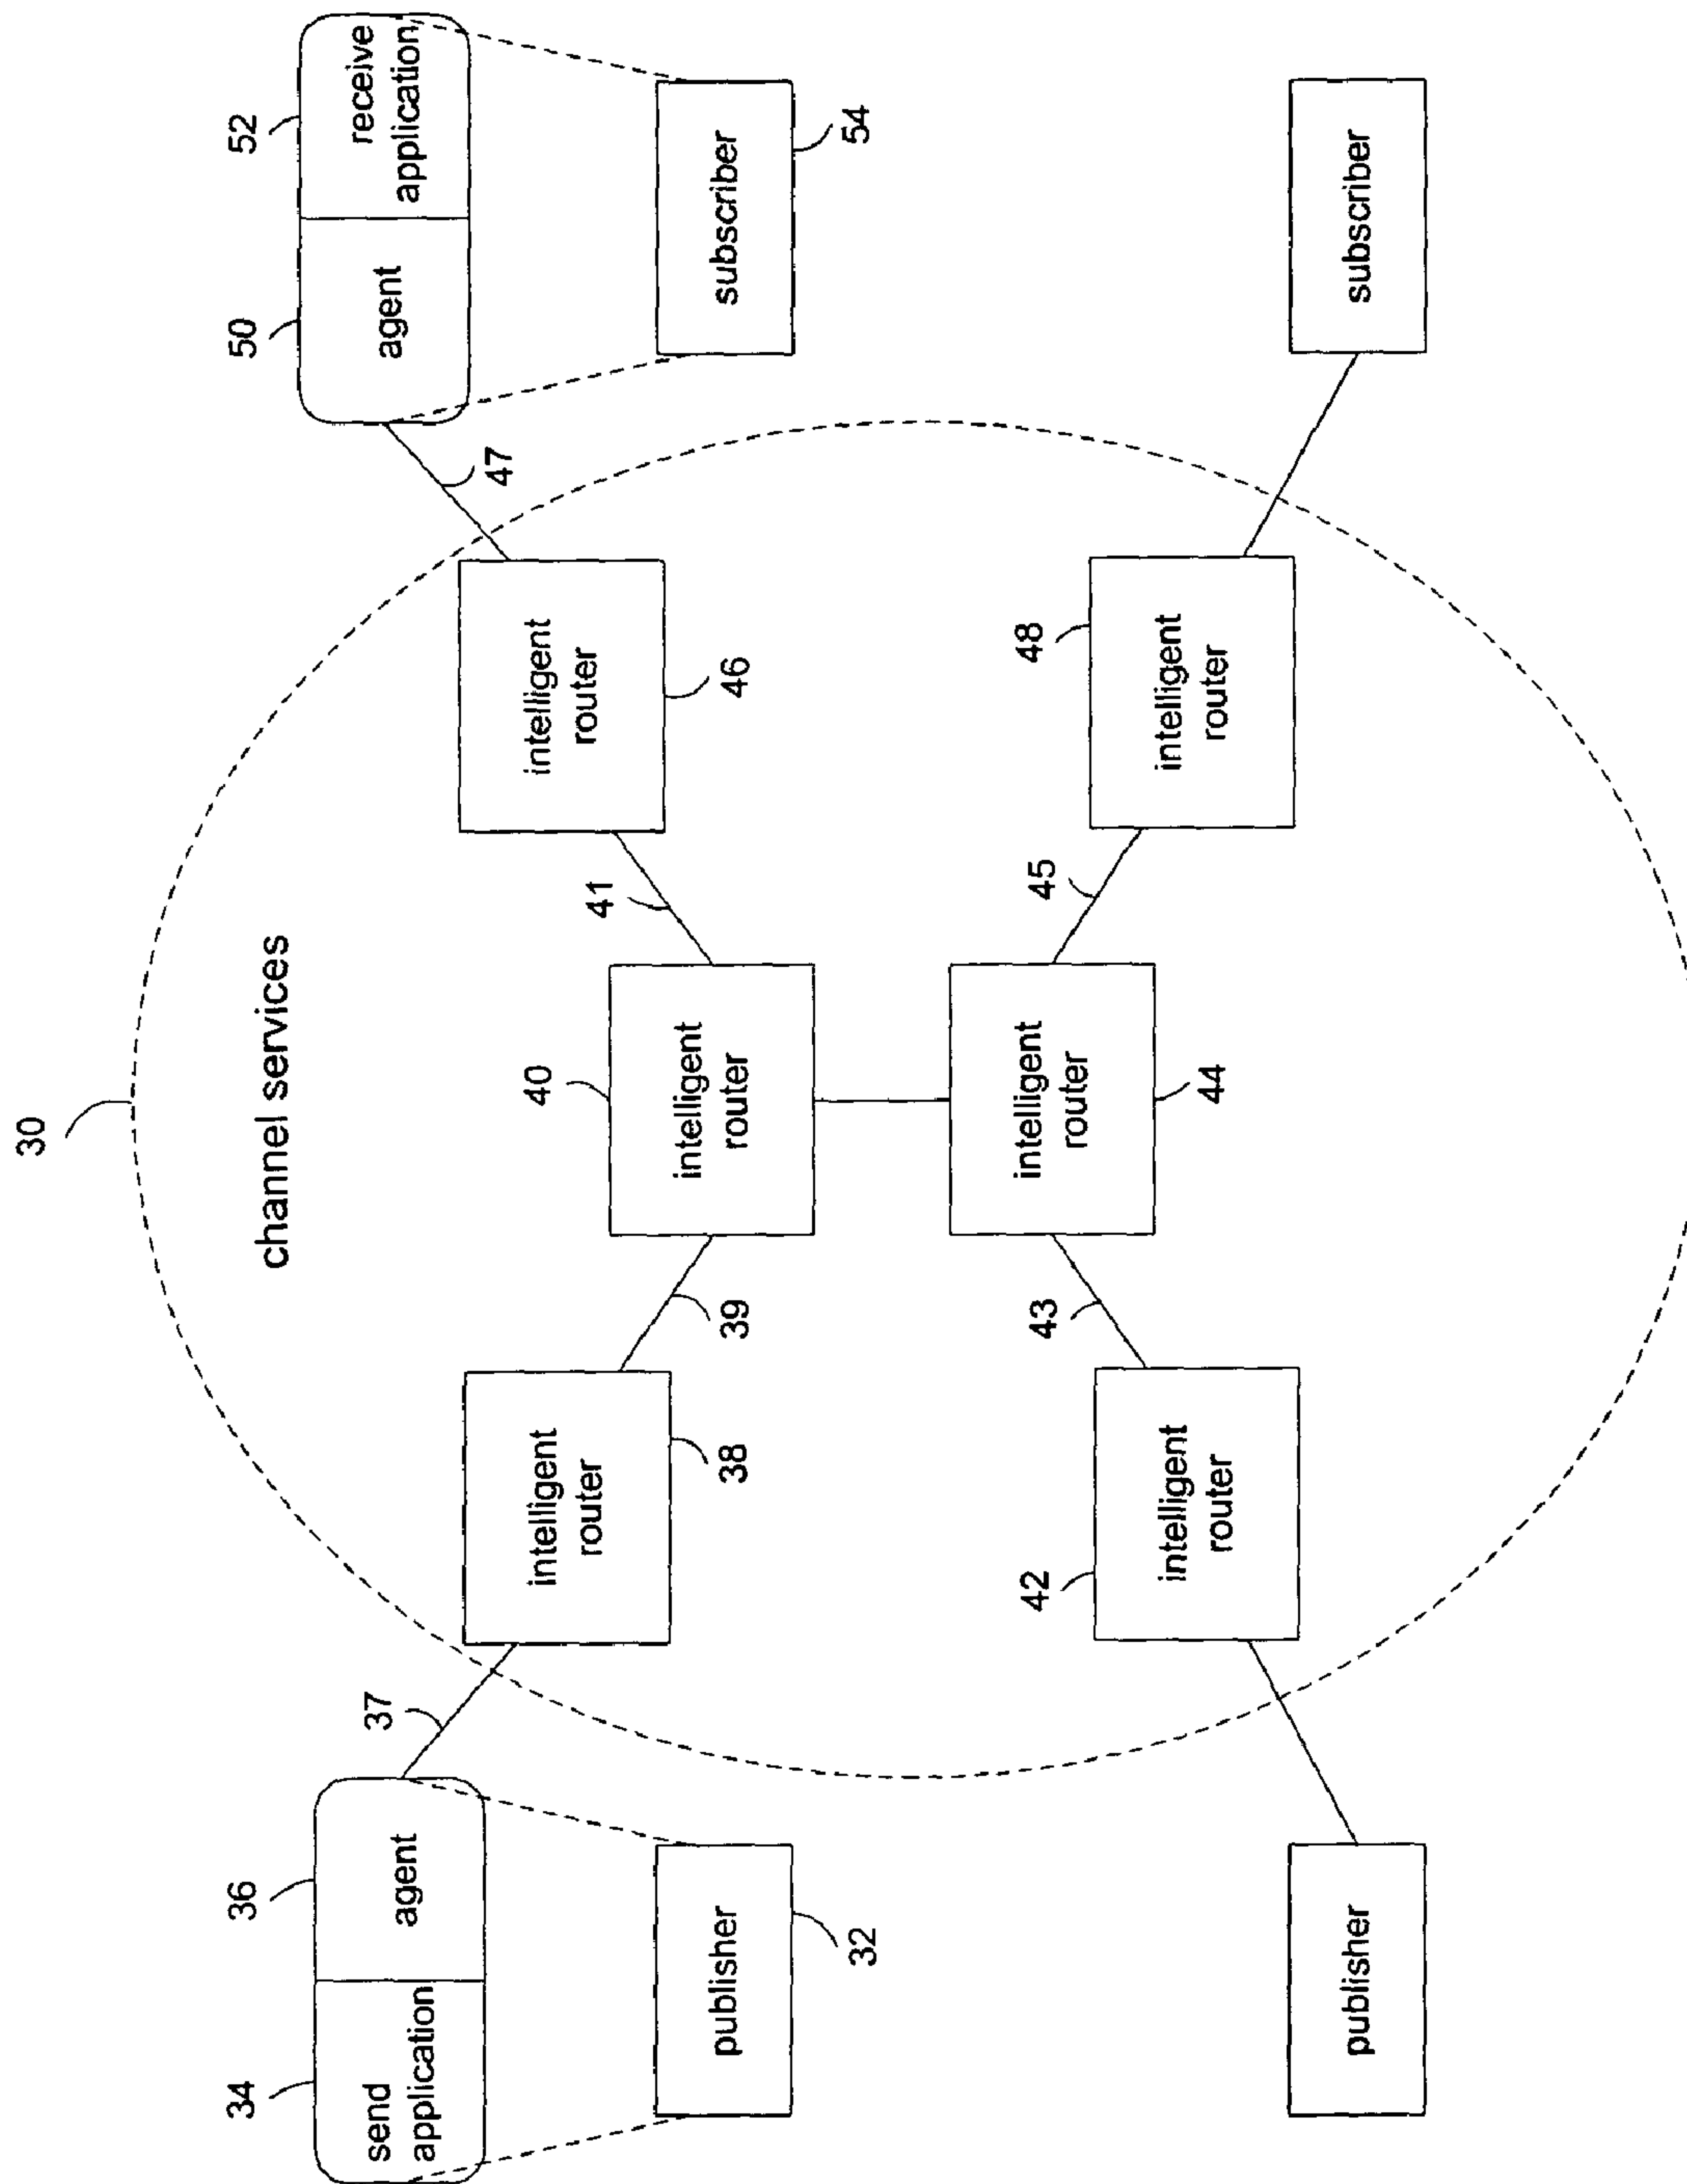 30
channel services
34
36
send
application
agent
37
publisher
32
intelligent
router
38
39
40
intelligent
router
41
intelligent
router
46
47
50
52
agent
receive
application
subscriber
54
42
intelligent
router
43
intelligent
router
44
45
48
intelligent
router
publisher
subscriber